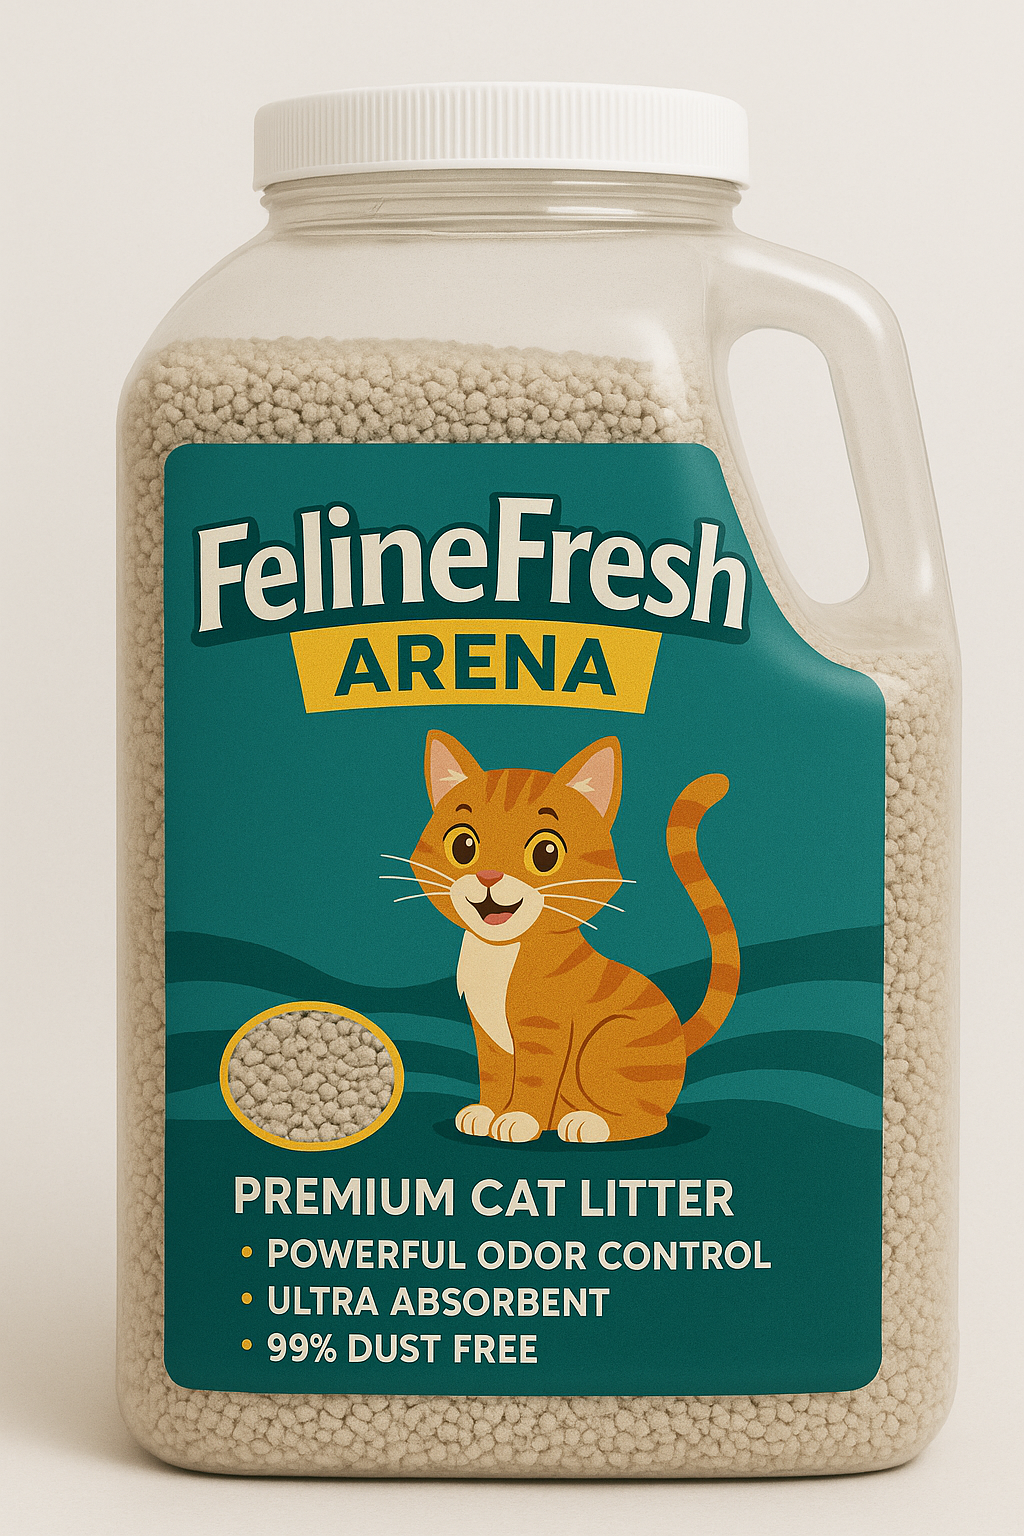 FelineFresh
ARENA
PREMIUM CAT LITTER
• POWERFUL ODOR CONTROL
• ULTRA ABSORBENT
• 99% DUST FREE